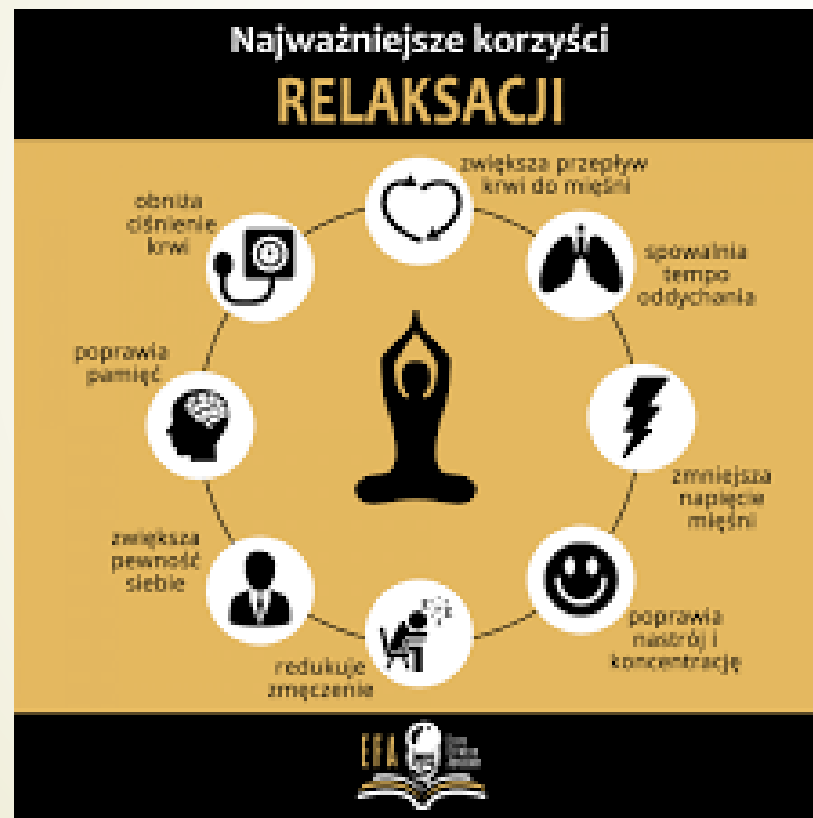 Najważniejsze korzyści
RELAKSACJI
zwiększa przepływ
krwi do mięśni
spowalnia
tempo
oddychania
zmniejsza
napięcie
mięśni
poprawia
nastrój i
koncentrację
redukuje
zmęczenie
zwiększa
pewność
siebie
poprawia
pamięć
obniża
ciśnienie
krwi
EFA